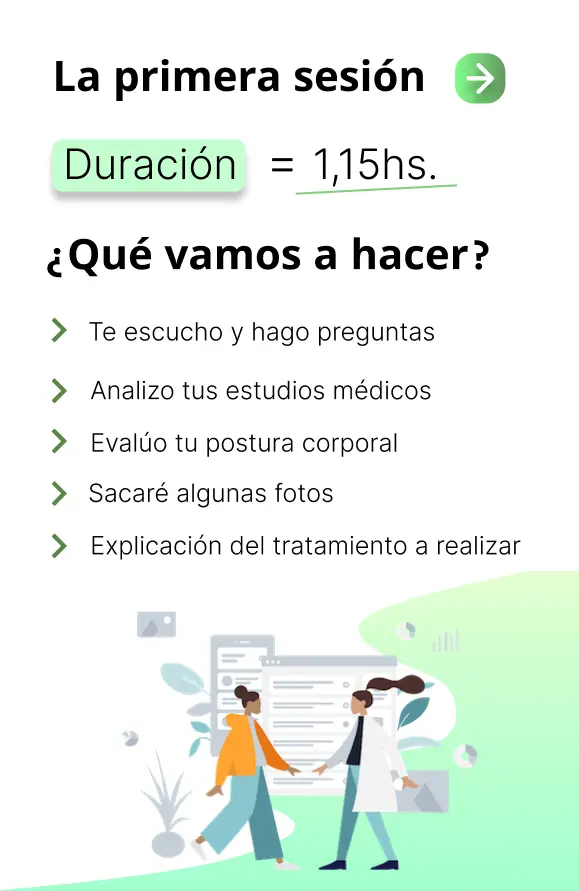 La primera sesión
Duración = 1,15hs.
¿Qué vamos a hacer?
Te escucho y hago preguntas
Analizo tus estudios médicos
Evalúo tu postura corporal
Sacaré algunas fotos
Explicación del tratamiento a realizar